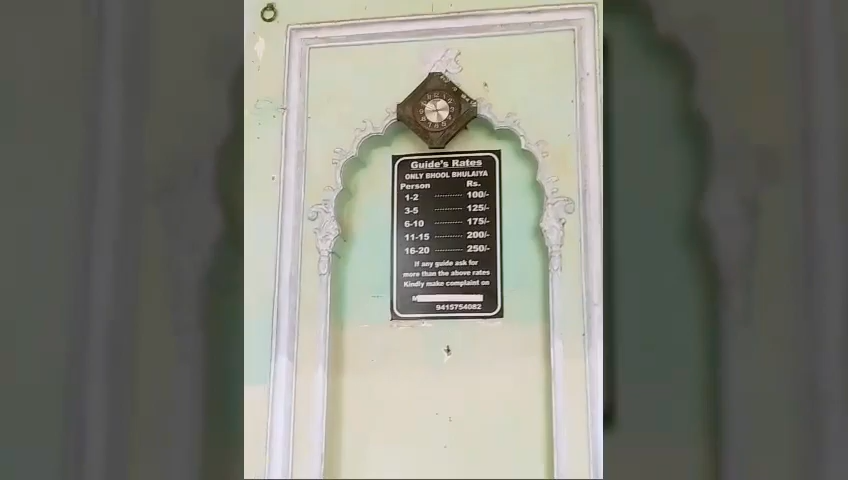 Guide's Rates
ONLY BHOOL BHULAIYA
Person Rs.
1-2 ---------- 100/-
3-5 ---------- 125/-
6-10 ---------- 175/-
11-15 ---------- 200/-
16-20 ---------- 250/-
If any guide ask for
more than the above rates
Kindly make complaint on
M
9415754082